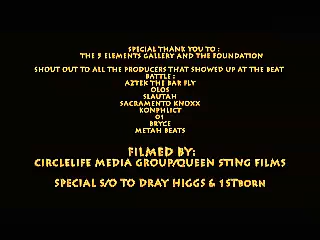 SPECIAL THANK YOU TO :
THE 5 ELEMENTS GALLERY AND THE FOUNDATION
SHOUT OUT TO ALL THE PRODUCERS THAT SHOWED UP AT THE BEAT
BATTLE :
AZTEK THE BAR FLY
OLOS
SLAUTAH
SACRAMENTO KNOXX
KONPHLICT
01
BRYCE
METAH BEATS
FILMED BY:
CIRCLELIFE MEDIA GROUP/QUEEN STING FILMS
SPECIAL S/O TO DRAY HIGGS & 1STBORN